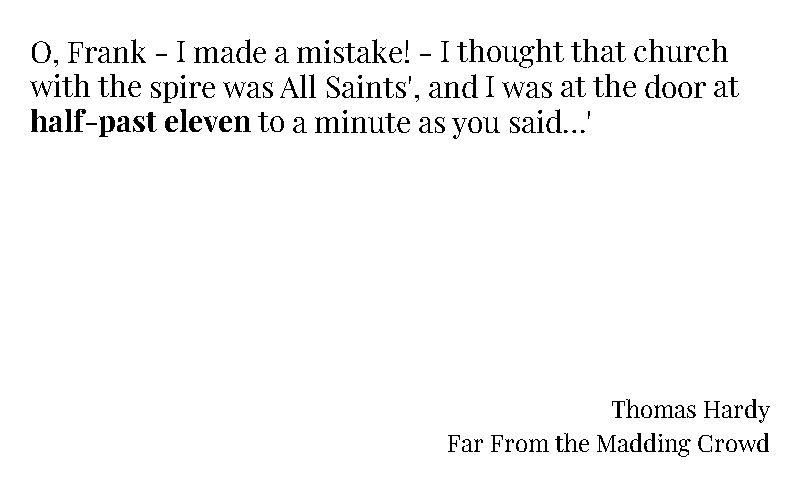 O, Frank - I made a mistake! - I thought that church
with the spire was All Saints', and I was at the door at
half-past eleven to a minute as you said...'
Thomas Hardy
Far From the Madding Crowd